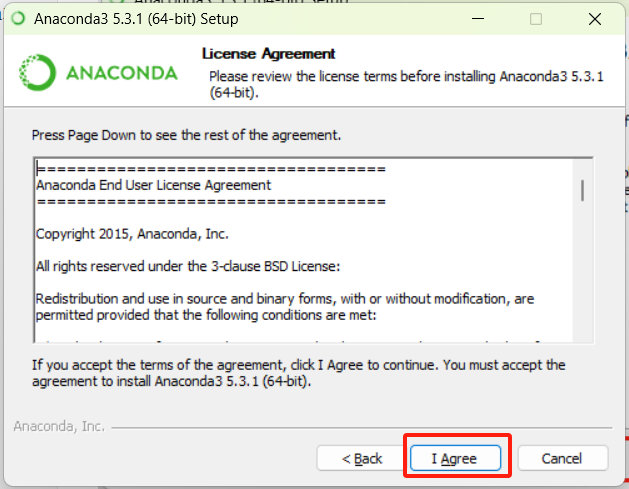 Anaconda3 5.3.1 (64-bit) Setup
ANACONDA
License Agreement
Please review the license terms before installing Anaconda3 5.3.1
(64-bit).
Press Page Down to see the rest of the agreement.
===================================
Anaconda End User License Agreement
===================================
Copyright 2015, Anaconda, Inc.
All rights reserved under the 3-clause BSD License:
Redistribution and use in source and binary forms, with or without modification, are
permitted provided that the following conditions are met:
If you accept the terms of the agreement, click I Agree to continue. You must accept the
agreement to install Anaconda3 5.3.1 (64-bit).
Anaconda, Inc.
< Back
I Agree
Cancel